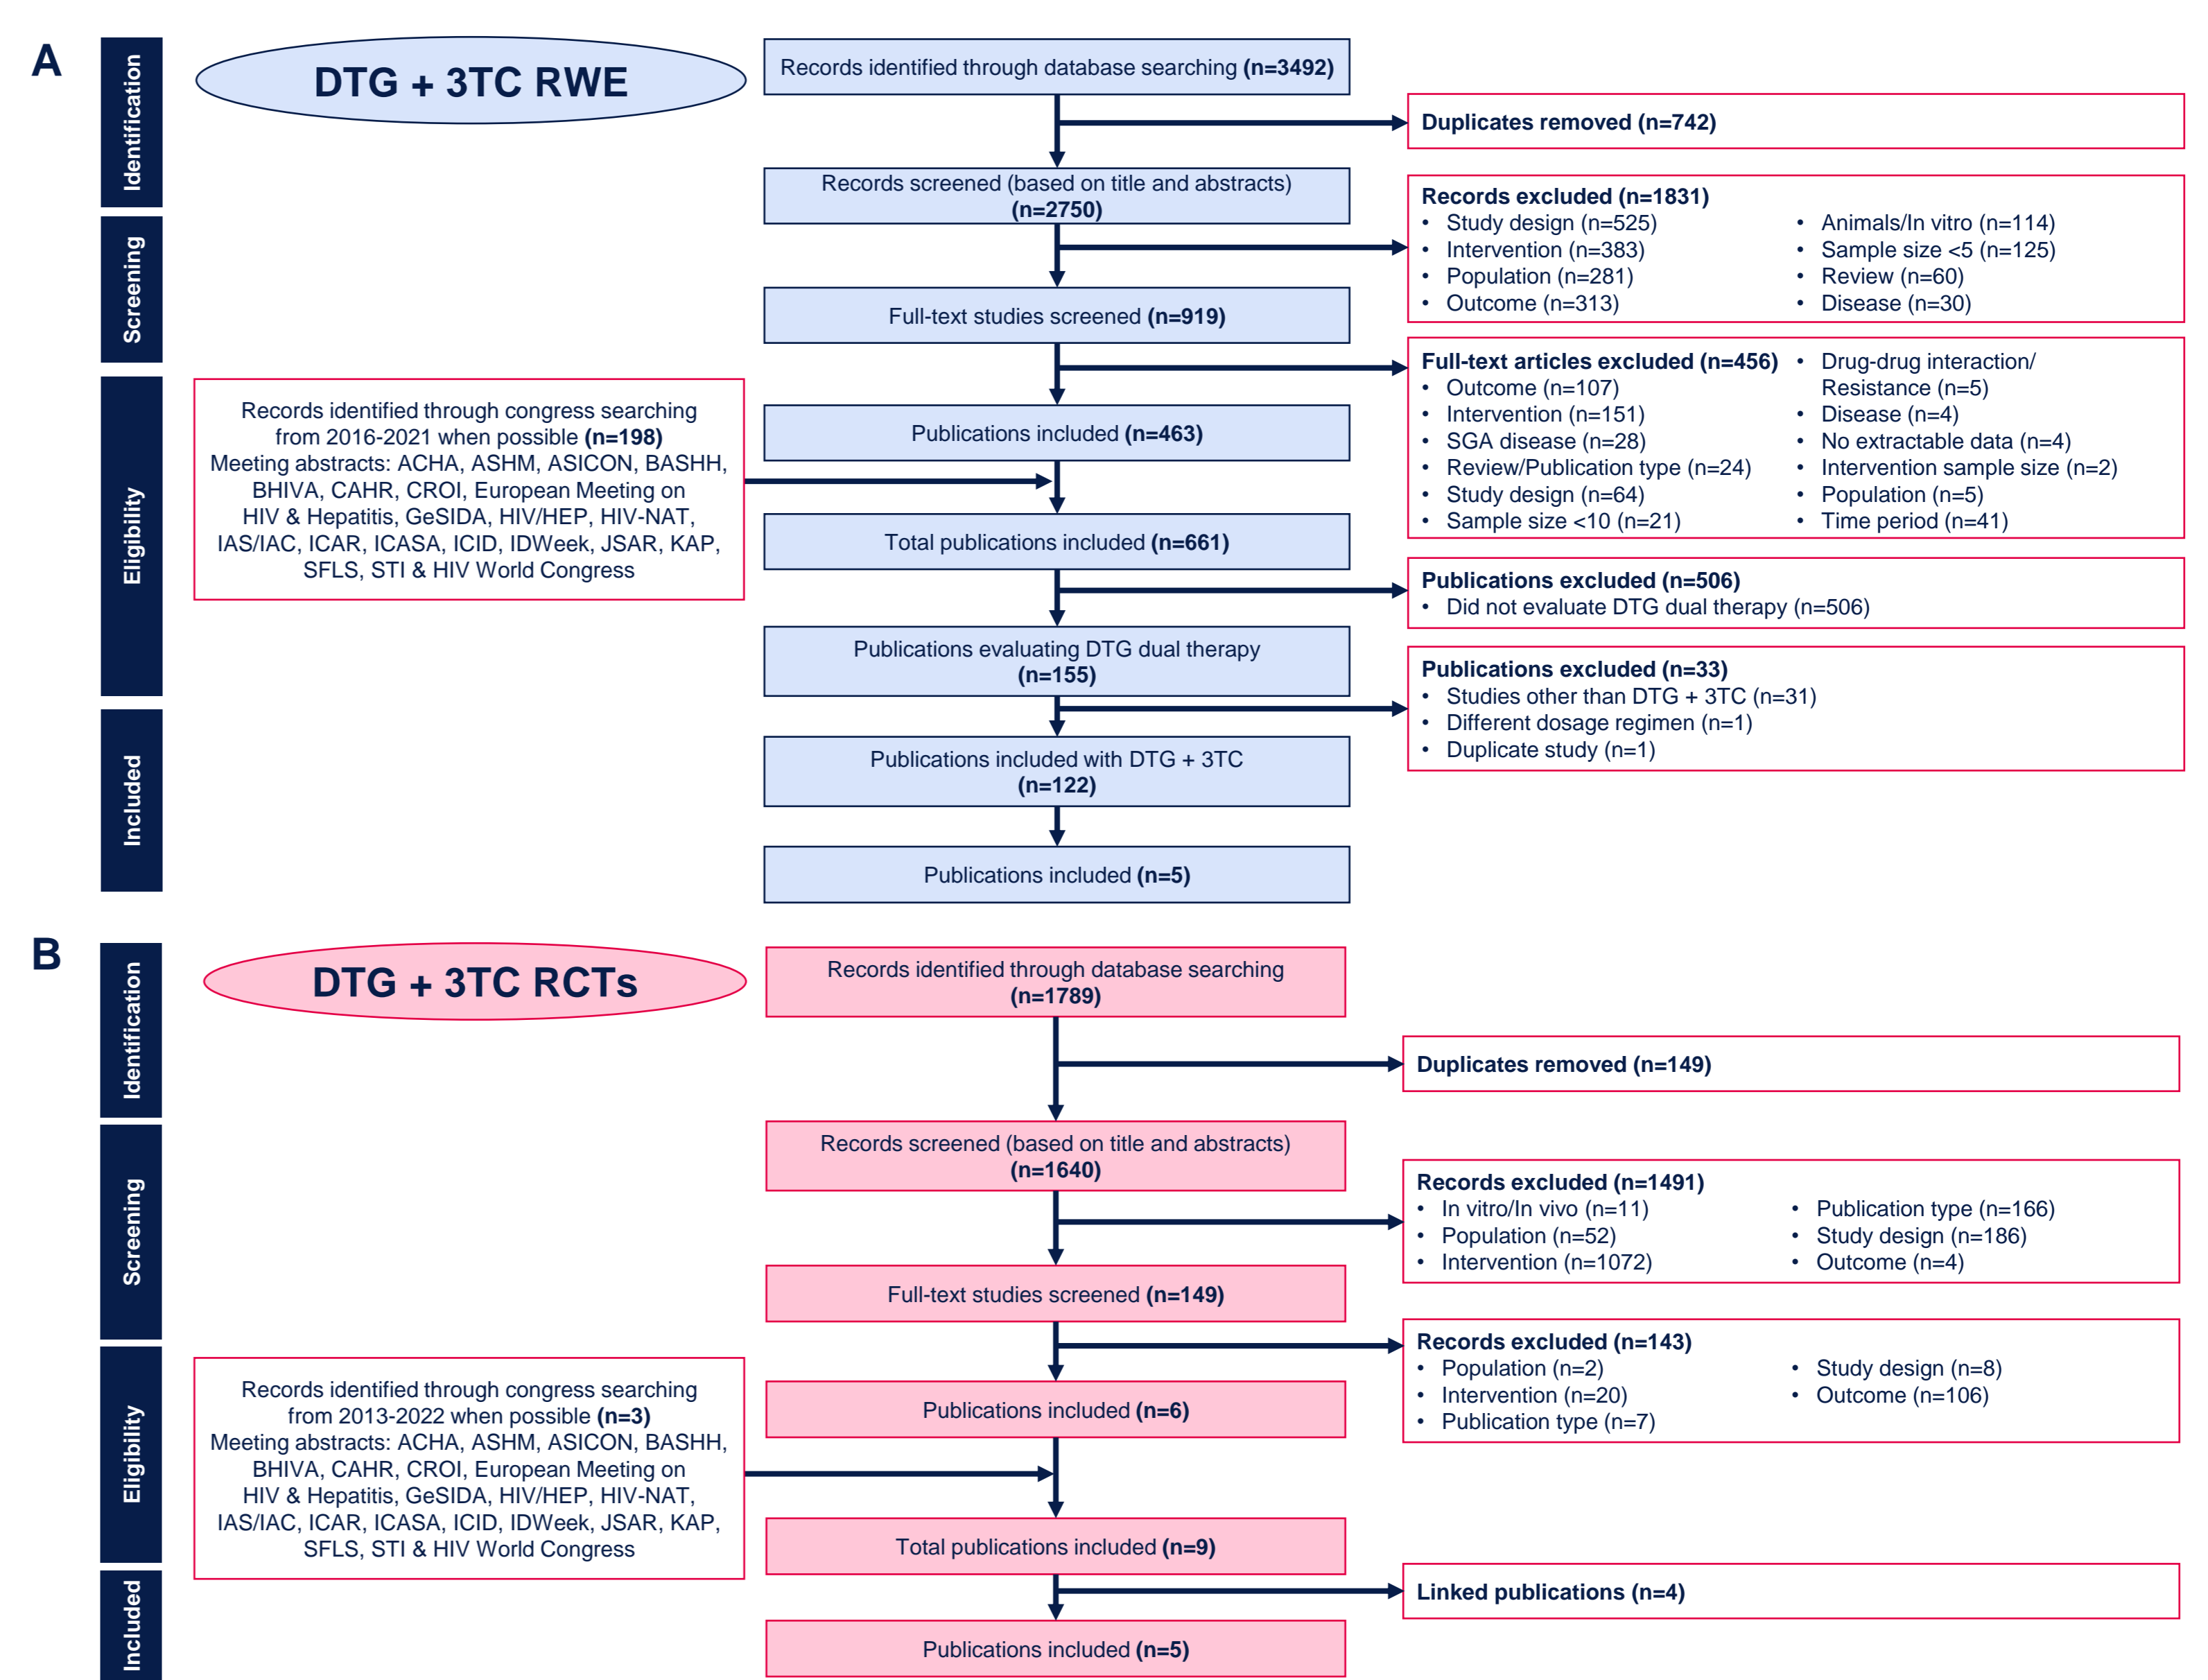 A
Identification
Screening
Eligibility
Included
DTG + 3TC RWE
Records identified through database searching (n=3492)
Duplicates removed (n=742)
Records screened (based on title and abstracts)
(n=2750)
Records excluded (n=1831)
• Study design (n=525)
• Intervention (n=383)
• Population (n=281)
• Outcome (n=313)
• Animals/In vitro (n=114)
• Sample size <5 (n=125)
• Review (n=60)
• Disease (n=30)
Full-text studies screened (n=919)
Full-text articles excluded (n=456)
• Outcome (n=107)
• Intervention (n=151)
• SGA disease (n=28)
• Review/Publication type (n=24)
• Study design (n=64)
• Sample size <10 (n=21)
• Drug-drug interaction/
Resistance (n=5)
• Disease (n=4)
• No extractable data (n=4)
• Intervention sample size (n=2)
• Population (n=5)
• Time period (n=41)
Publications included (n=463)
Records identified through congress searching
from 2016-2021 when possible (n=198)
Meeting abstracts: ACHA, ASHM, ASICON, BASHH,
BHIVA, CAHR, CROI, European Meeting on
HIV & Hepatitis, GeSIDA, HIV/HEP, HIV-NAT,
IAS/IAC, ICAR, ICASA, ICID, IDWeek, JSAR, KAP,
SFLS, STI & HIV World Congress
Total publications included (n=661)
Publications excluded (n=506)
• Did not evaluate DTG dual therapy (n=506)
Publications evaluating DTG dual therapy
(n=155)
Publications excluded (n=33)
• Studies other than DTG + 3TC (n=31)
• Different dosage regimen (n=1)
• Duplicate study (n=1)
Publications included with DTG + 3TC
(n=122)
Publications included (n=5)
B
Identification
Screening
Eligibility
Included
DTG + 3TC RCTs
Records identified through database searching
(n=1789)
Duplicates removed (n=149)
Records screened (based on title and abstracts)
(n=1640)
Records excluded (n=1491)
• In vitro/In vivo (n=11)
• Population (n=52)
• Intervention (n=1072)
• Publication type (n=166)
• Study design (n=186)
• Outcome (n=4)
Full-text studies screened (n=149)
Records excluded (n=143)
• Population (n=2)
• Intervention (n=20)
• Publication type (n=7)
• Study design (n=8)
• Outcome (n=106)
Publications included (n=6)
Records identified through congress searching
from 2013-2022 when possible (n=3)
Meeting abstracts: ACHA, ASHM, ASICON, BASHH,
BHIVA, CAHR, CROI, European Meeting on
HIV & Hepatitis, GeSIDA, HIV/HEP, HIV-NAT,
IAS/IAC, ICAR, ICASA, ICID, IDWeek, JSAR, KAP,
SFLS, STI & HIV World Congress
Total publications included (n=9)
Linked publications (n=4)
Publications included (n=5)